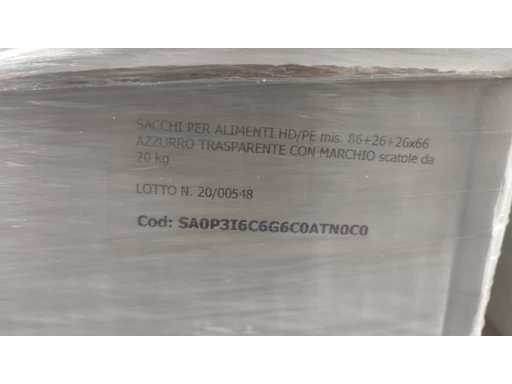 SACCHI PER ALIMENTI HD/PE mis. 86+26+26x66
AZZURRO TRASPARENTE CON MARCHIO scatole da
20 kg
LOTTO N. 20/00548
Cod: SA0P3I6C6G6C0ATN0C0